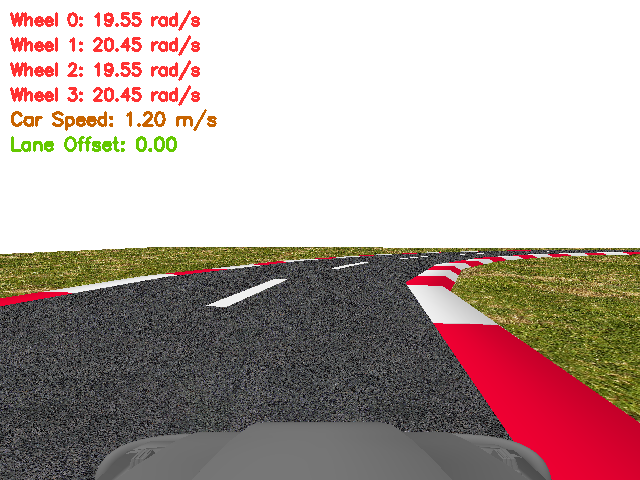 Wheel 0: 19.55 rad/s
Wheel 1: 20.45 rad/s
Wheel 2: 19.55 rad/s
Wheel 3: 20.45 rad/s
Car Speed: 1.20 m/s
Lane Offset: 0.00